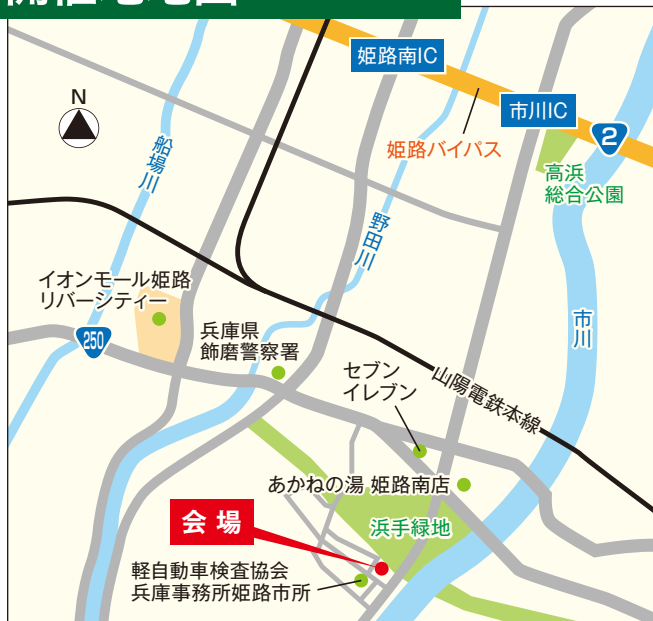 開催地地図
姫路南IC
市川IC
2
N
姫路バイパス
高浜
総合公園
船場川
野田川
イオンモール姫路
リバーシティー
市川
250
兵庫県
飾磨警察署
セブン
イレブン
山陽電鉄本線
あかねの湯 姫路南店
会場
浜手緑地
軽自動車検査協会
兵庫事務所姫路市所